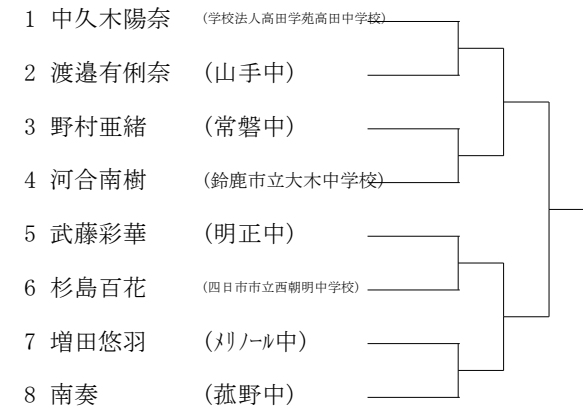 1 中久木陽奈 (学校法人高田学苑高田中学校)
2 渡邉有俐奈 (山手中)
3 野村亜緒 (常磐中)
4 河合南樹 (鈴鹿市立大木中学校)
5 武藤彩華 (明正中)
6 杉島百花 (四日市市立西朝明中学校)
7 増田悠羽 (ﾒﾘﾉｰﾙ中)
8 南奏 (菰野中)